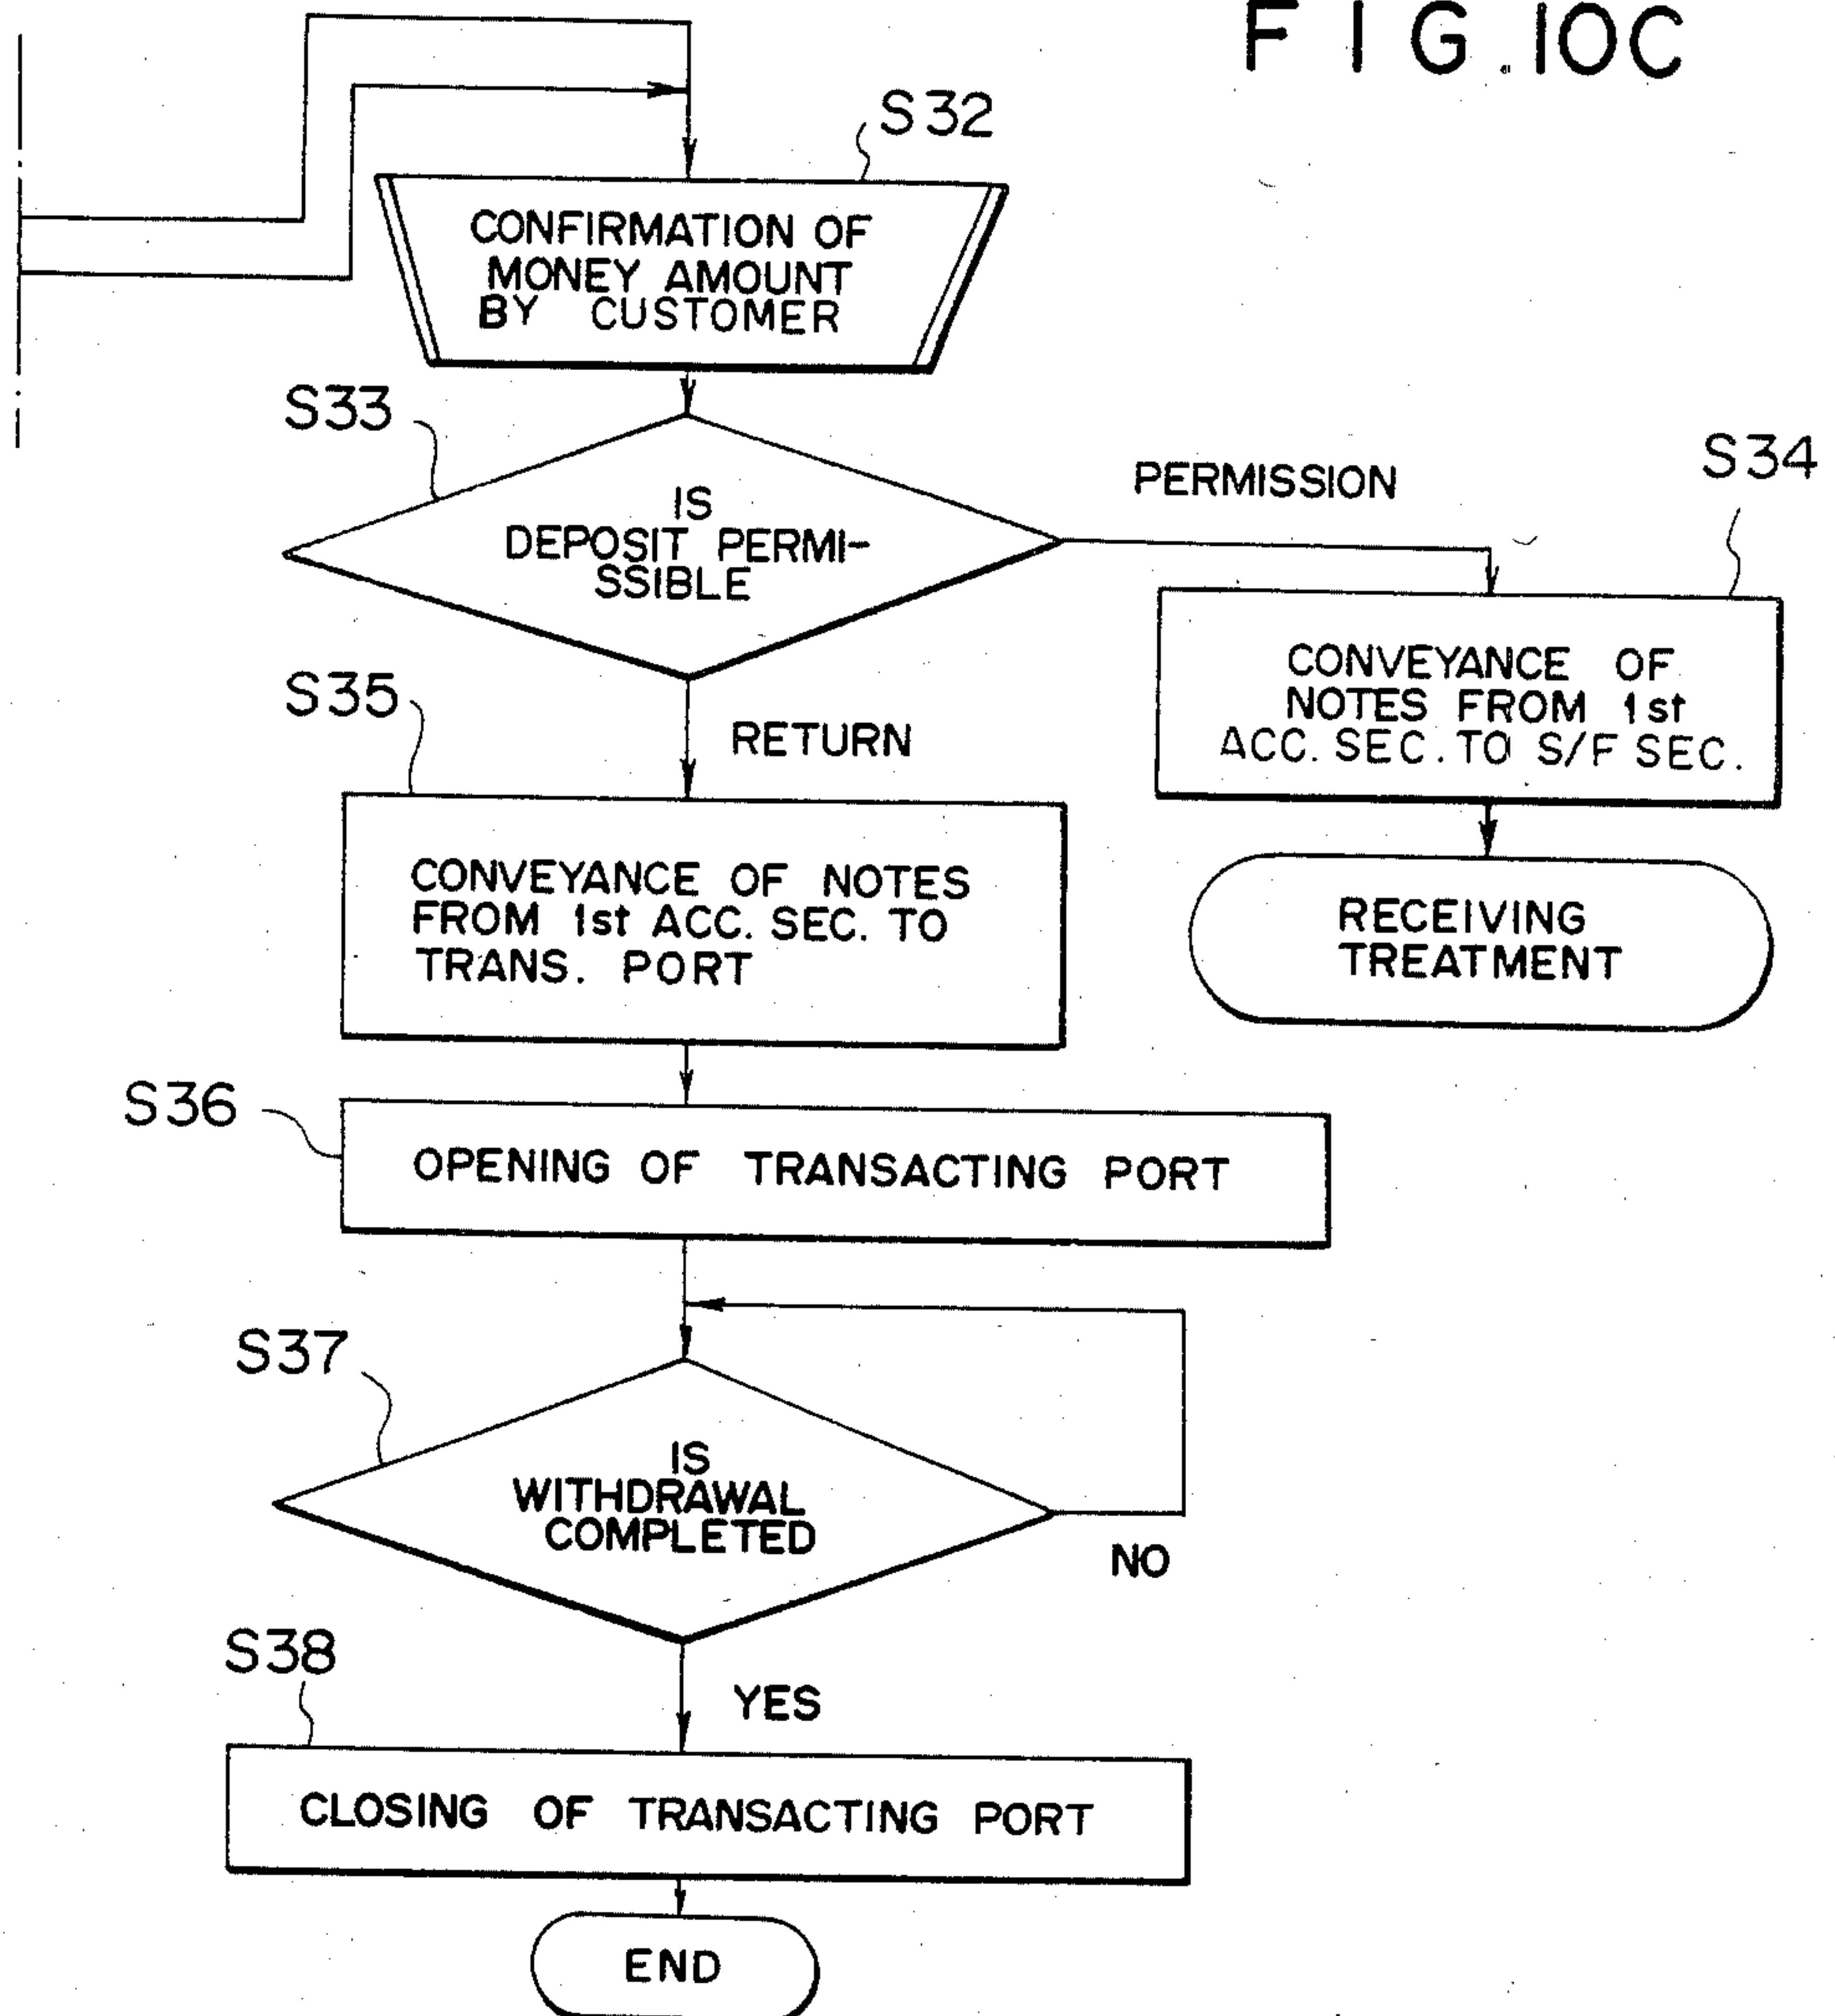 FIG.10C
S32
CONFIRMATION OF
MONEY AMOUNT
BY CUSTOMER
S33
IS
DEPOSIT PERMI-
SSIBLE
PERMISSION
S34
CONVEYANCE OF
NOTES FROM 1st
ACC. SEC. TO S/F SEC.
RECEIVING
TREATMENT
S35
RETURN
CONVEYANCE OF NOTES
FROM 1st ACC. SEC. TO
TRANS. PORT
S36
OPENING OF TRANSACTING PORT
S37
IS
WITHDRAWAL
COMPLETED
NO
S38
YES
CLOSING OF TRANSACTING PORT
END